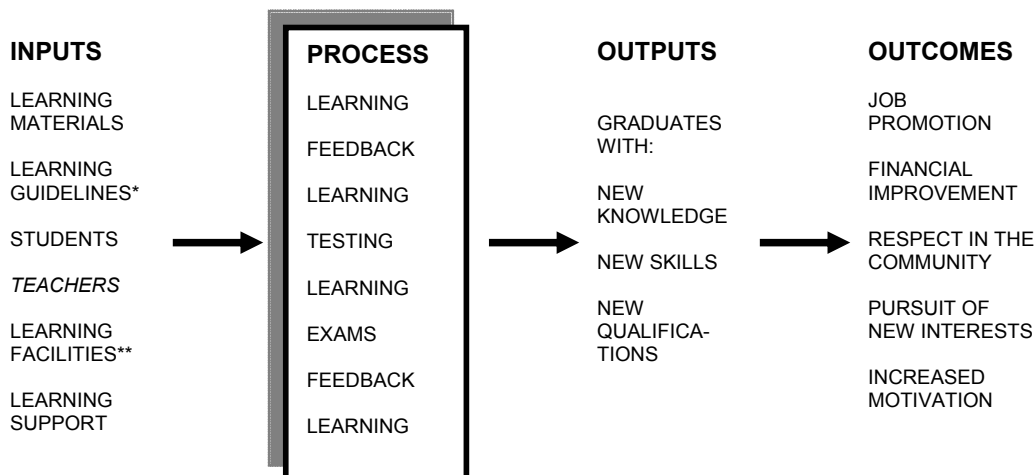 INPUTS
LEARNING
MATERIALS
LEARNING
GUIDELINES*
STUDENTS
TEACHERS
LEARNING
FACILITIES**
LEARNING
SUPPORT
PROCESS
LEARNING
FEEDBACK
LEARNING
TESTING
LEARNING
EXAMS
FEEDBACK
LEARNING
OUTPUTS
GRADUATES
WITH:
NEW
KNOWLEDGE
NEW SKILLS
NEW
QUALIFICA-
TIONS
OUTCOMES
JOB
PROMOTION
FINANCIAL
IMPROVEMENT
RESPECT IN THE
COMMUNITY
PURSUIT OF
NEW INTERESTS
INCREASED
MOTIVATION